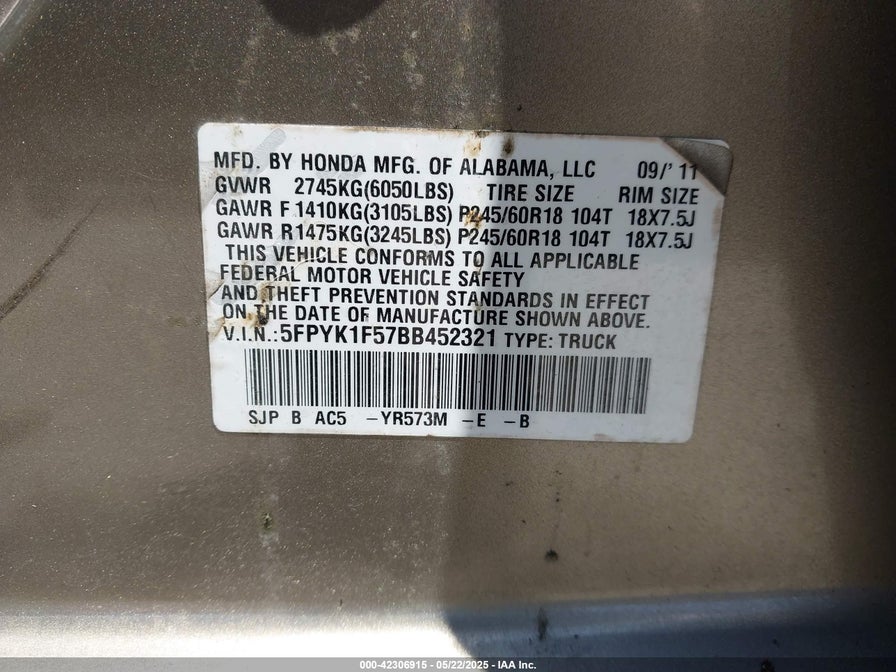 MFD. BY HONDA MFG. OF ALABAMA, LLC 09/' 11
GVWR 2745KG(6050LBS) TIRE SIZE RIM SIZE
GAWR F 1410KG(3105LBS) P245/60R18 104T 18X7.5J
GAWR R1475KG(3245LBS) P245/60R18 104T 18X7.5J
THIS VEHICLE CONFORMS TO ALL APPLICABLE
FEDERAL MOTOR VEHICLE SAFETY
AND THEFT PREVENTION STANDARDS IN EFFECT
ON THE DATE OF MANUFACTURE SHOWN ABOVE.
V.I.N.:5FPYK1F57BB452321 TYPE: TRUCK
SJP B AC5 -YR573M -E -B
000-42306915 - 05/22/2025 - IAA Inc.